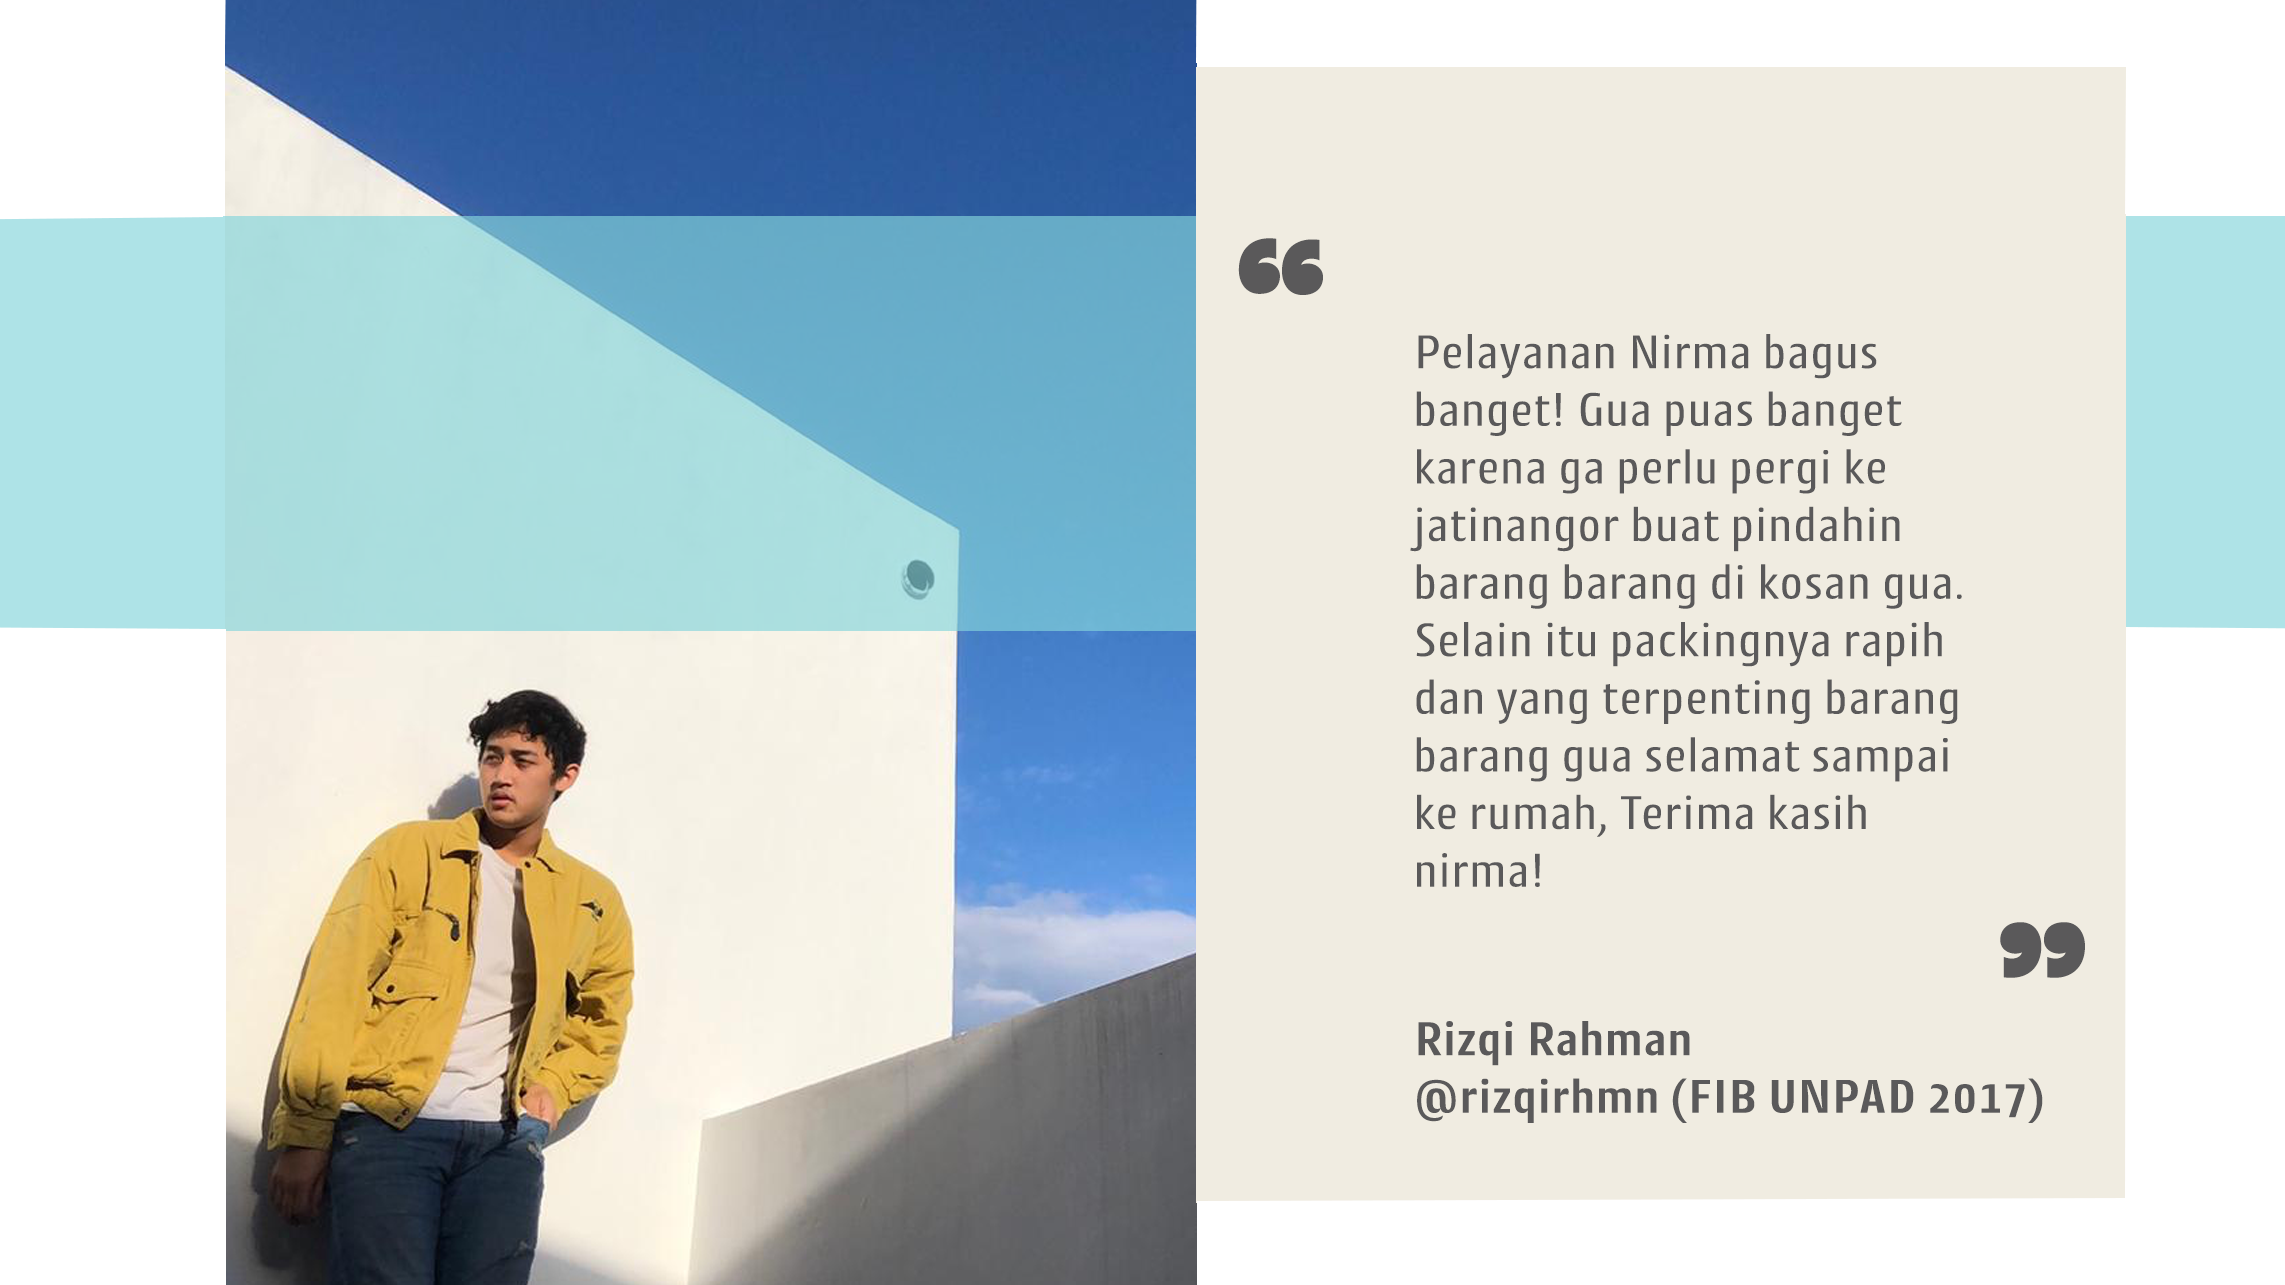 “
Pelayanan Nirma bagus
banget! Gua puas banget
karena ga perlu pergi ke
jatinangor buat pindahin
barang barang di kosan gua.
Selain itu packingnya rapih
dan yang terpenting barang
barang gua selamat sampai
ke rumah, Terima kasih
nirma!
”
Rizqi Rahman
@rizqirhmn (FIB UNPAD 2017)